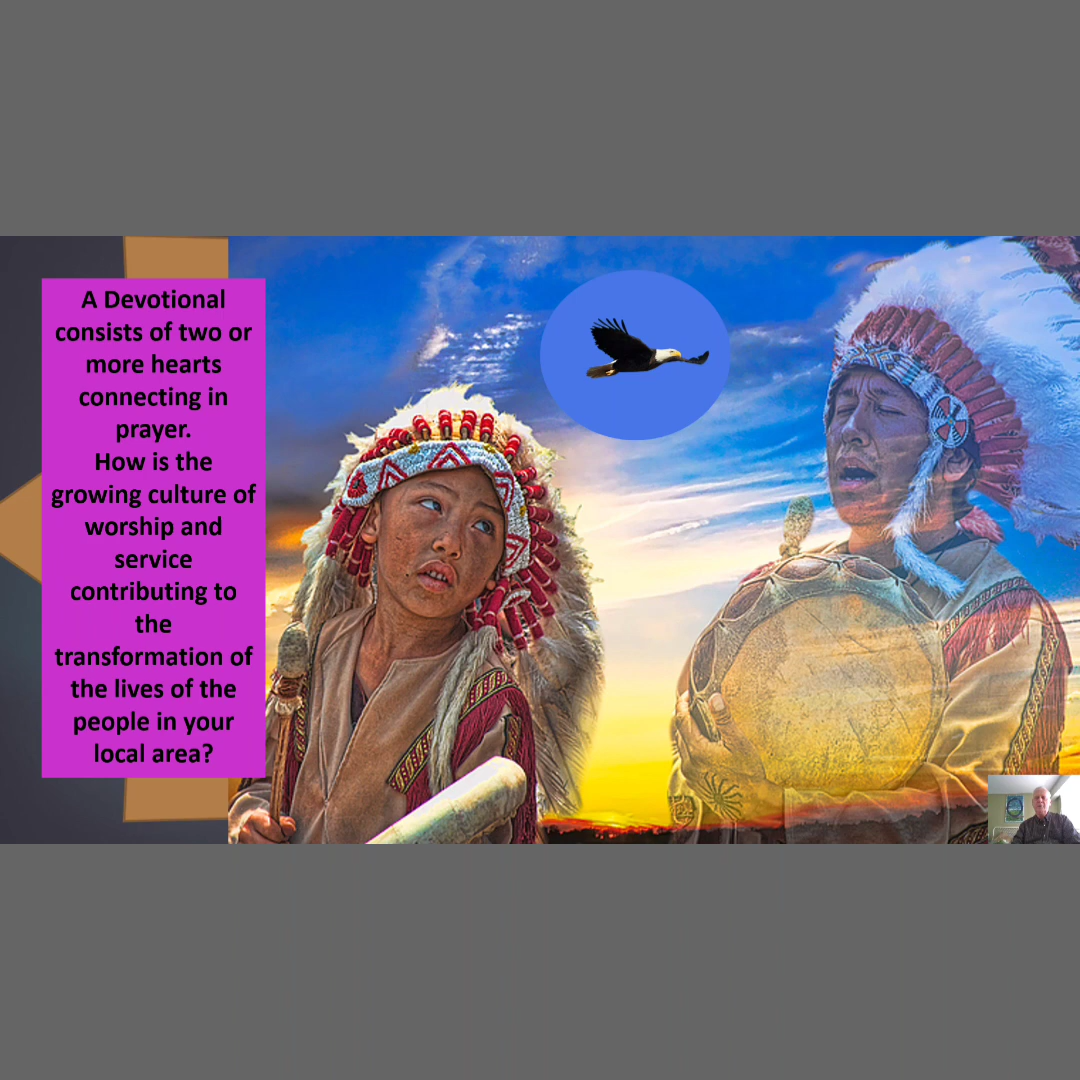 A Devotional
consists of two or
more hearts
connecting in
prayer.
How is the
growing culture of
worship and
service
contributing to
the
transformation of
the lives of the
people in your
local area?